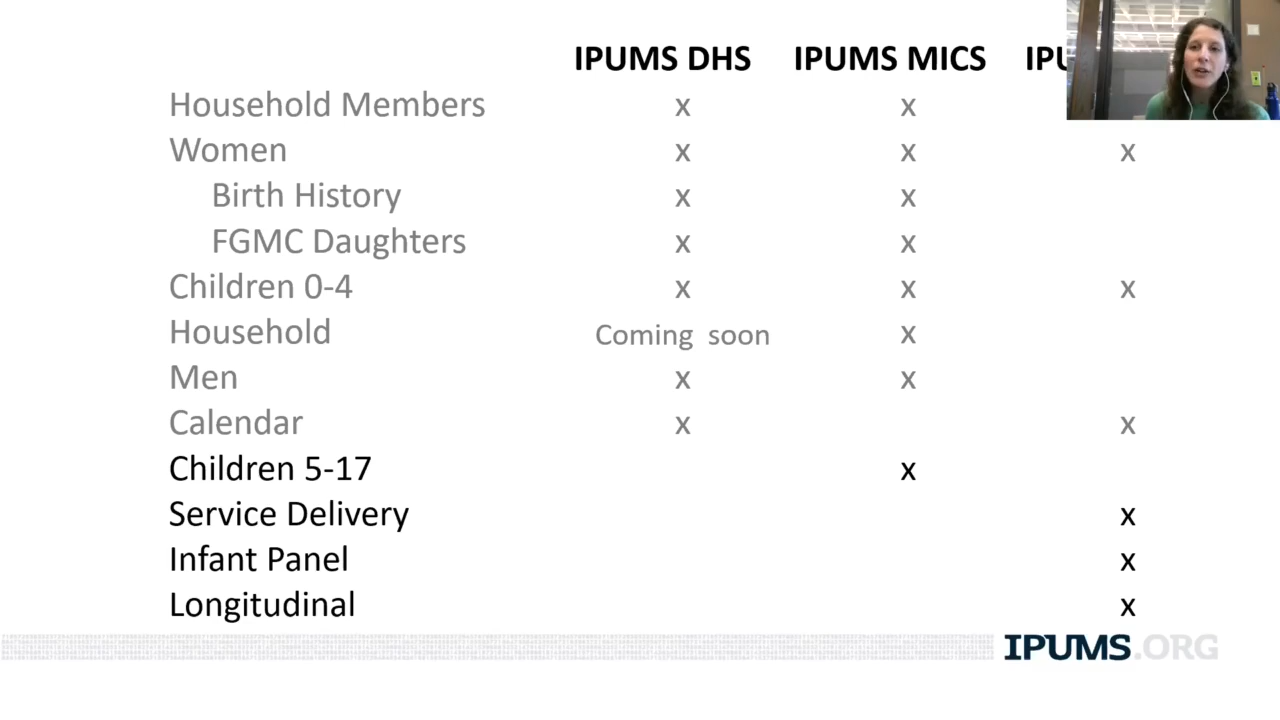 IPUMS DHS IPUMS MICS
Household Members x x
Women x x x
Birth History x x
FGMC Daughters x x
Children 0-4 x x x
Household Coming soon x
Men x x
Calendar x x
Children 5-17 x
Service Delivery x
Infant Panel x
Longitudinal x
IPUMS.ORG